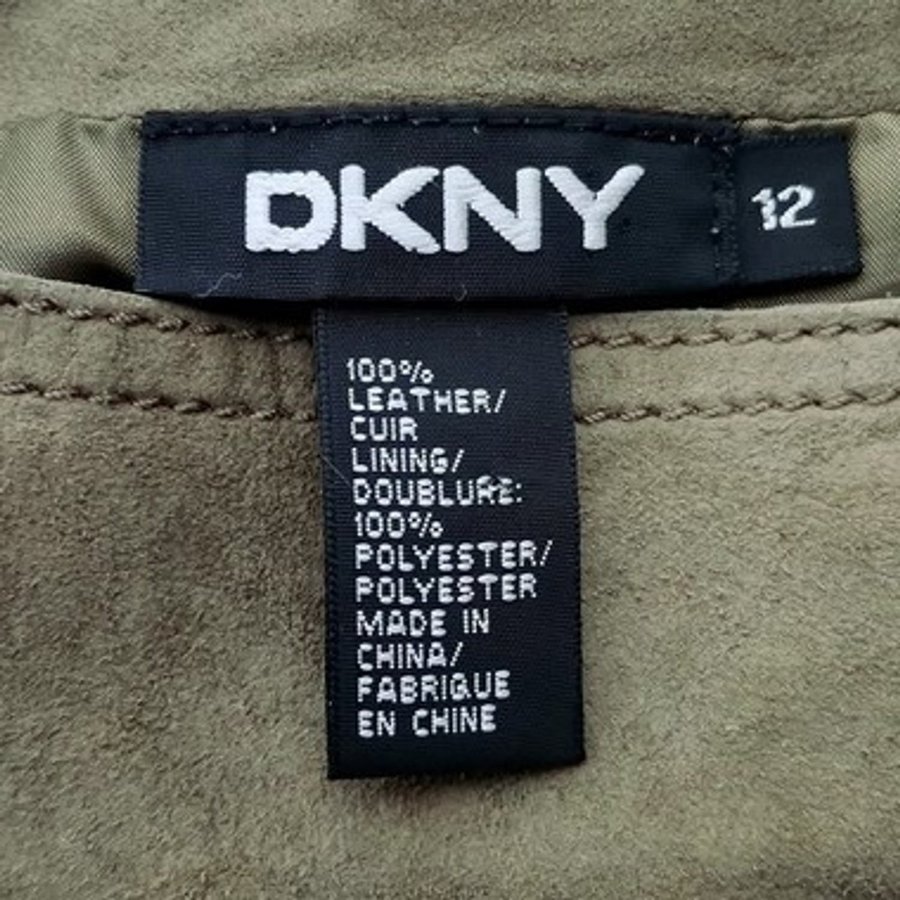 DKNY
12
100%
LEATHER/
CUIR
LINING/
DOUBLURE:
100%
POLYESTER/
POLYESTER
MADE IN
CHINA/
FABRIQUE
EN CHINE